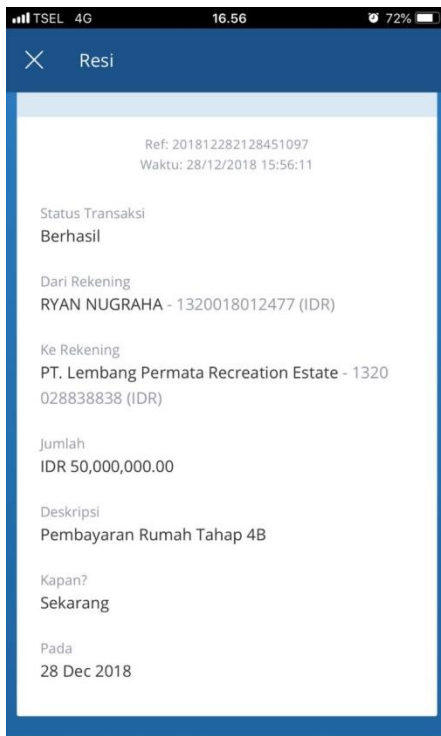 TSEL 4G 16.56 72%
Resi
Ref: 201812282128451097
Waktu: 28/12/2018 15:56:11
Status Transaksi
Berhasil
Dari Rekening
RYAN NUGRAHA - 1320018012477 (IDR)
Ke Rekening
PT. Lembang Permata Recreation Estate - 1320
028838838 (IDR)
Jumlah
IDR 50,000,000.00
Deskripsi
Pembayaran Rumah Tahap 4B
Kapan?
Sekarang
Pada
28 Dec 2018